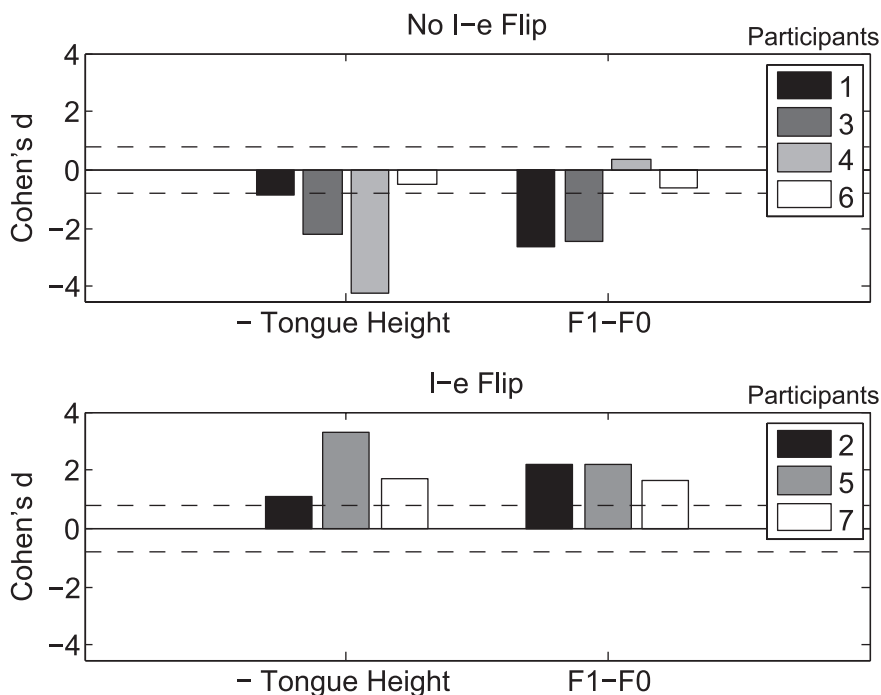 No I−e Flip
Participants
4
2
0
−2
−4
Cohen's d
1
3
4
6
− Tongue Height
F1−F0
I−e Flip
Participants
4
2
0
−2
−4
Cohen's d
2
5
7
− Tongue Height
F1−F0